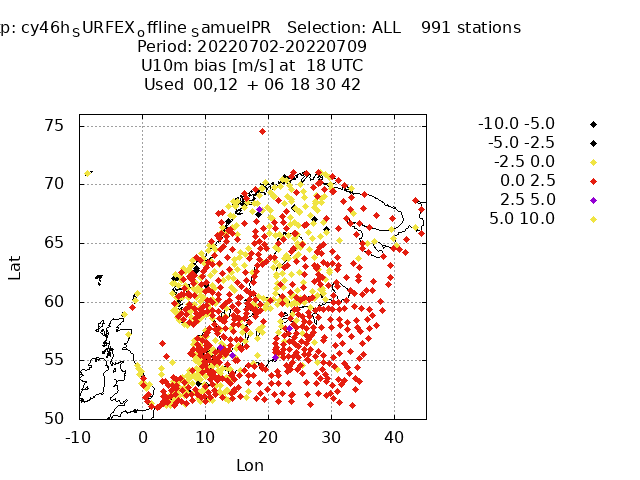 p: cy46h_SURFEX_offline_SamuelPR Selection: ALL 991 stations
Period: 20220702-20220709
U10m bias [m/s] at 18 UTC
Used 00,12 + 06 18 30 42
-10.0 -5.0
-5.0 -2.5
-2.5 0.0
0.0 2.5
2.5 5.0
5.0 10.0
75
70
65
60
55
50
Lat
-10 0 10 20 30 40
Lon